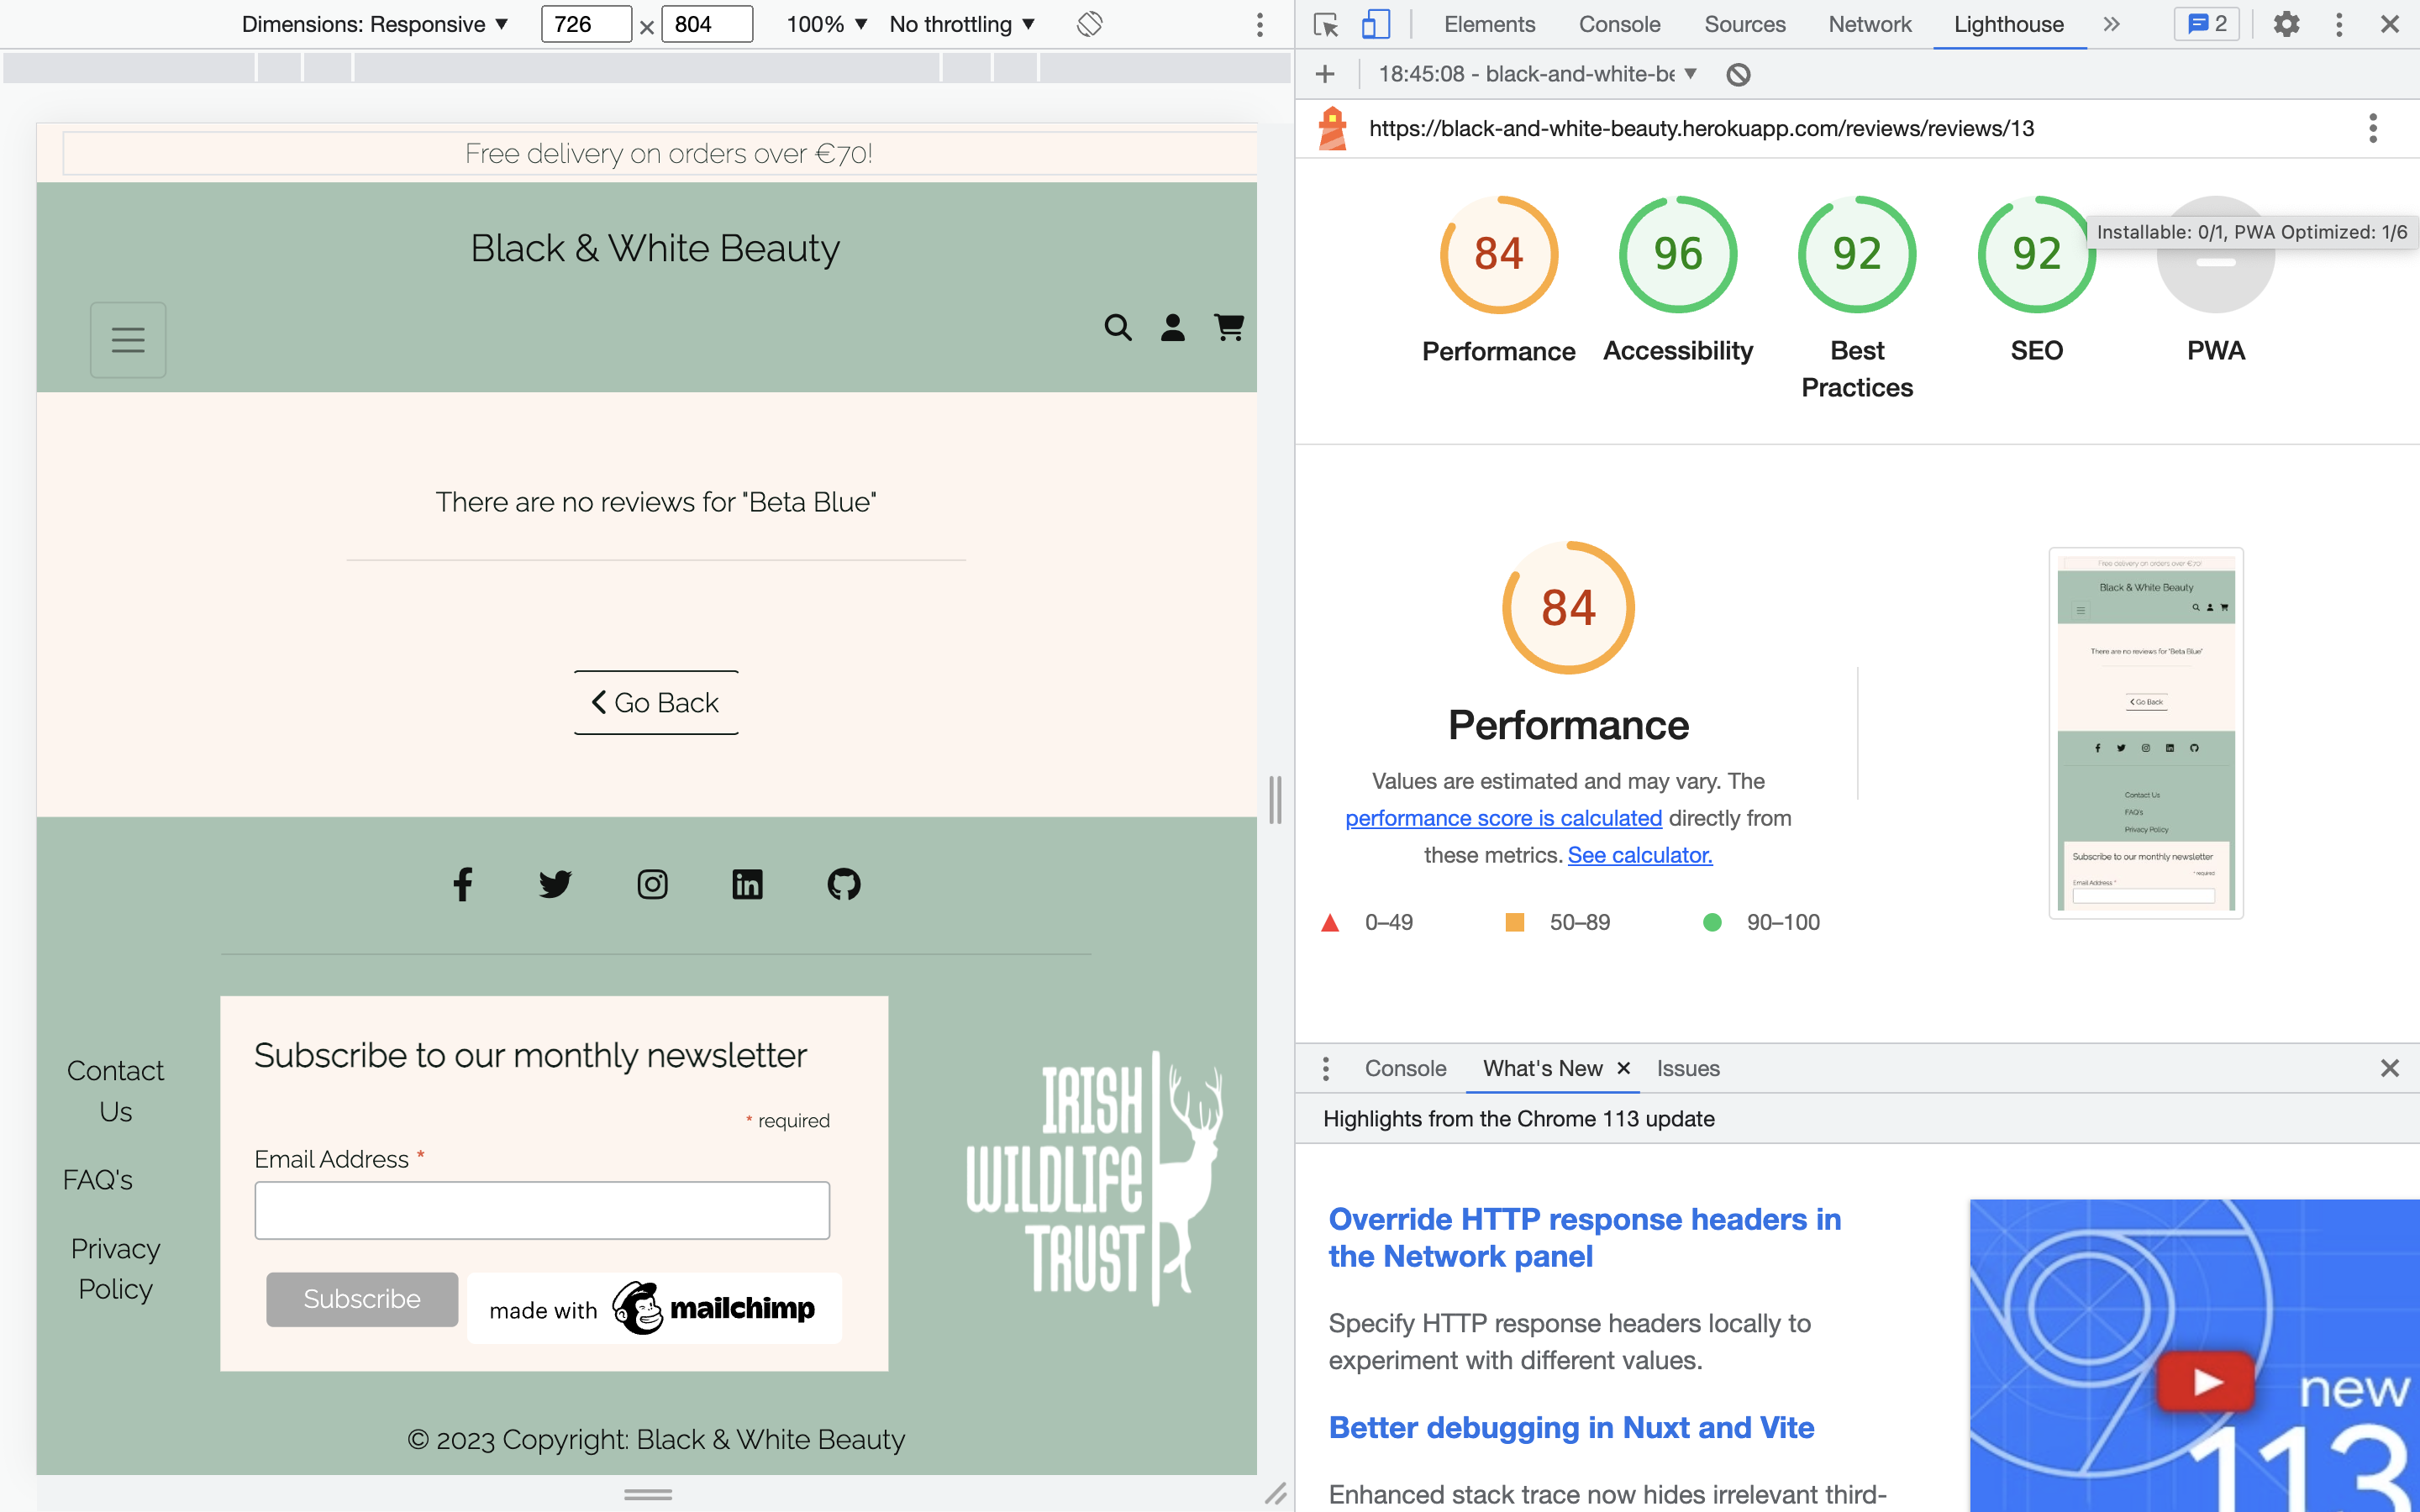 Dimensions: Responsive ▼ 726 × 804 100% ▼ No throttling ▼
Free delivery on orders over €70!
Black & White Beauty
There are no reviews for "Beta Blue"
Go Back
Contact
Us
FAQ's
Privacy
Policy
Subscribe to our monthly newsletter
* required
Email Address *
Subscribe
made with mailchimp
IRISH
WILDLIFE
TRUST
© 2023 Copyright: Black & White Beauty
Elements Console Sources Network Lighthouse » 2
18:45:08 - black-and-white-be ▼
https://black-and-white-beauty.herokuapp.com/reviews/reviews/13
84 96 92 92
Installable: 0/1, PWA Optimized: 1/6
Performance Accessibility Best Practices SEO PWA
84
Performance
Values are estimated and may vary. The
performance score is calculated directly from
these metrics. See calculator.
0–49 50–89 90–100
Free delivery on orders over €70!
Black & White Beauty
There are no reviews for "Beta Blue"
Go Back
Contact Us
FAQ's
Privacy Policy
Subscribe to our monthly newsletter
* required
Email Address *
Console What's New × Issues
Highlights from the Chrome 113 update
Override HTTP response headers in
the Network panel
Specify HTTP response headers locally to
experiment with different values.
Better debugging in Nuxt and Vite
Enhanced stack trace now hides irrelevant third-
new
113